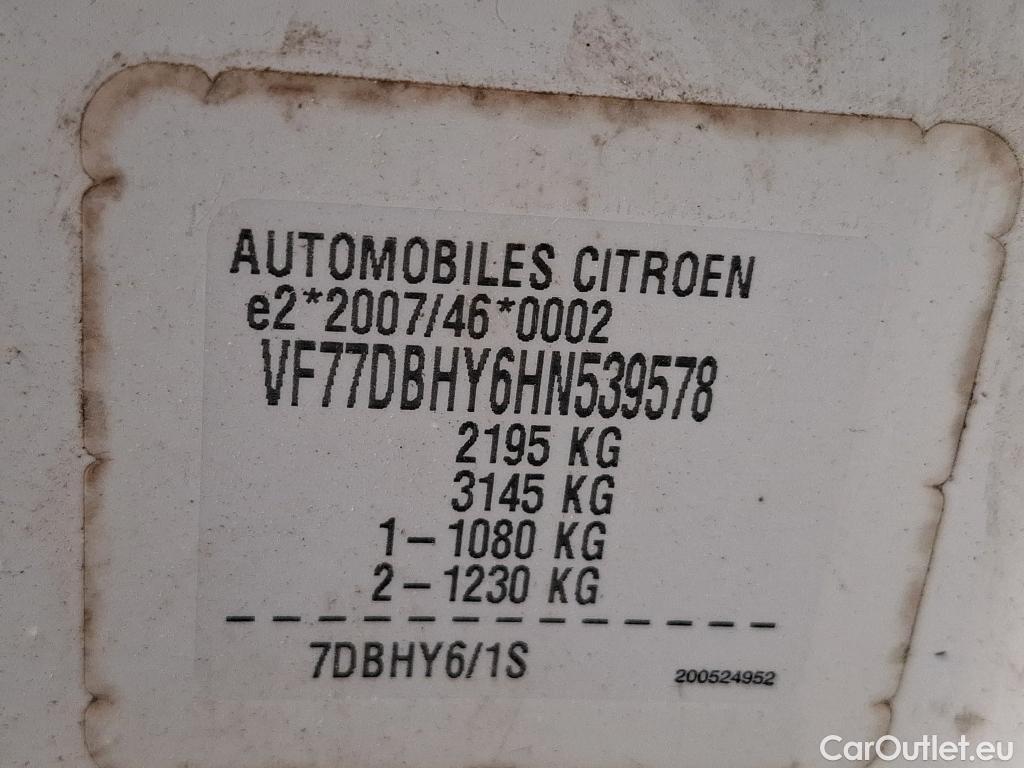 AUTOMOBILES CITROEN
e2*2007/46*0002
VF77DBHY6HN539578
2195 KG
3145 KG
1-1080 KG
2-1230 KG
- - - - - - - - - - - - -
7DBHY6/1S 200524952
CarOutlet.eu